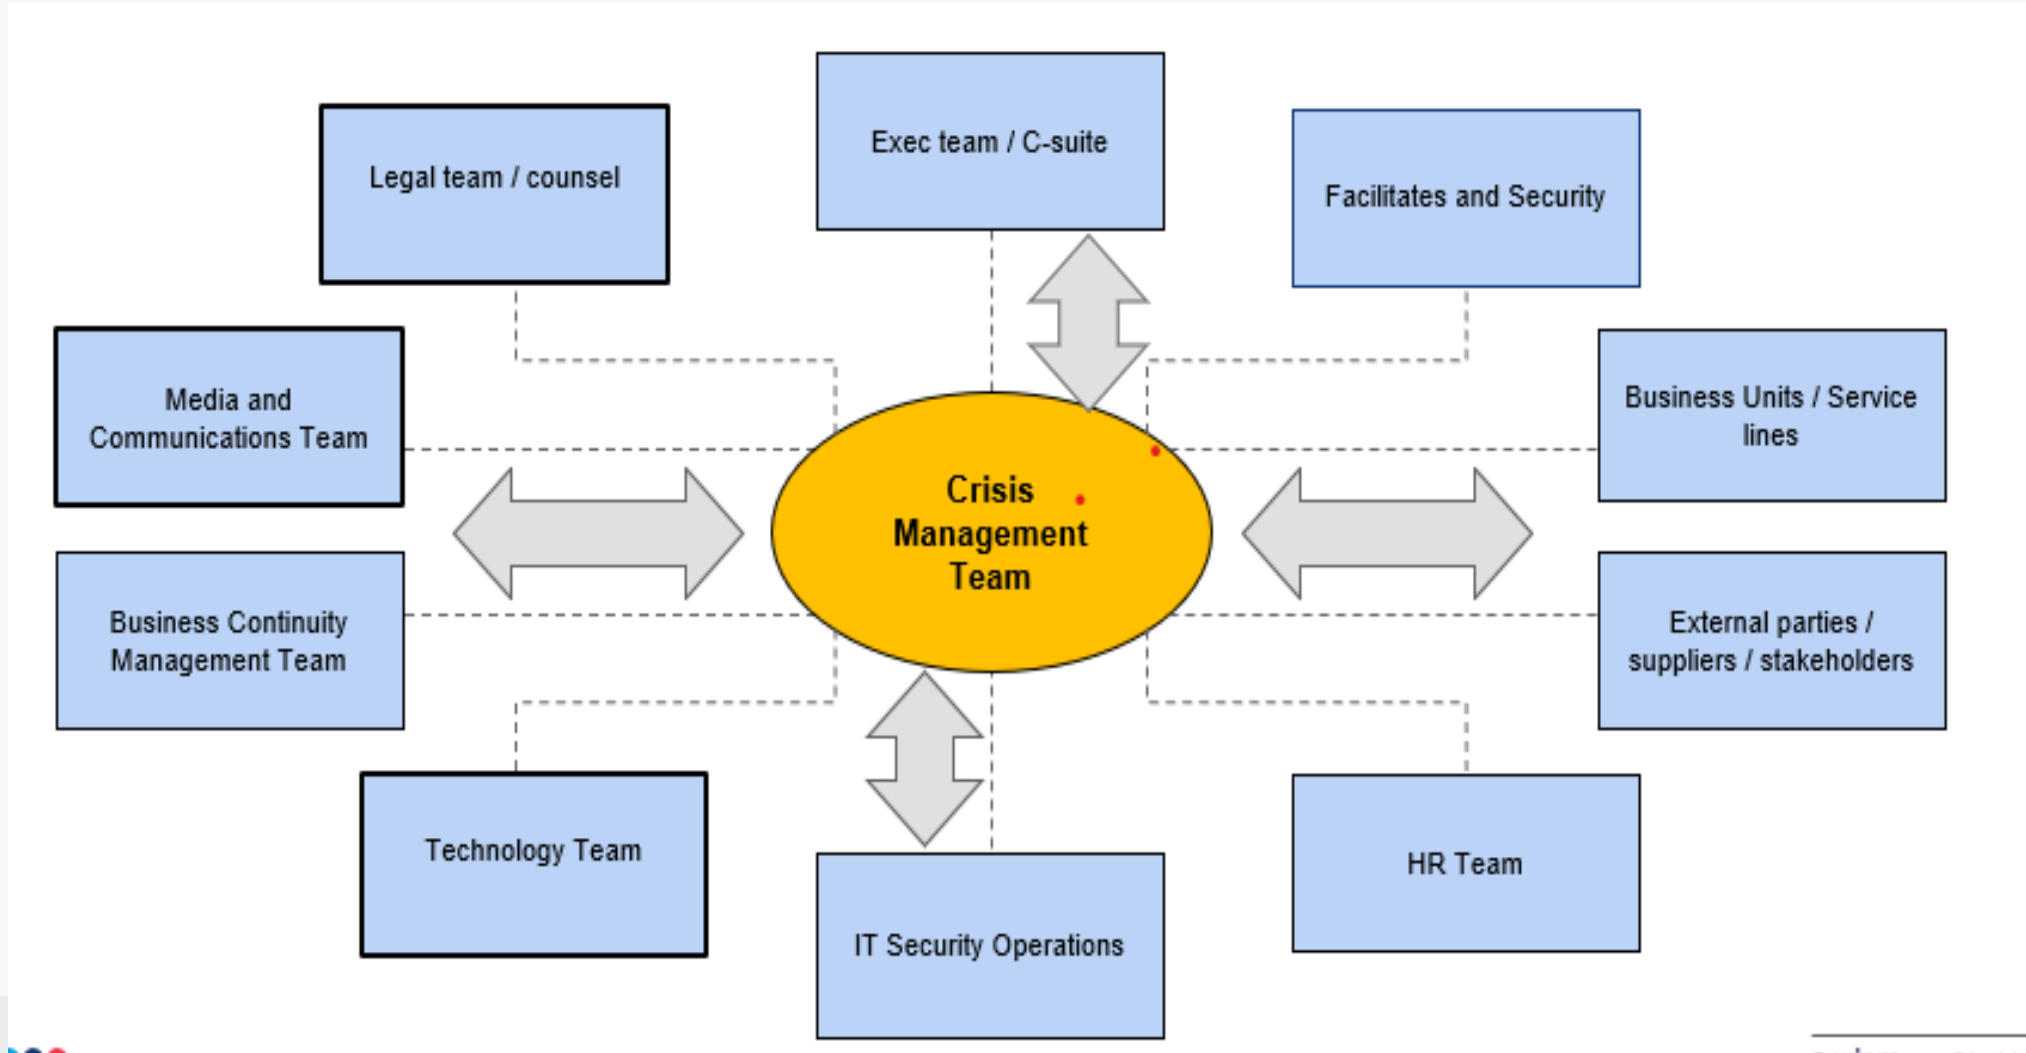 Exec team / C-suite
Legal team / counsel
Facilitates and Security
Media and
Communications Team
Business Units / Service
lines
Crisis
Management
Team
Business Continuity
Management Team
External parties /
suppliers / stakeholders
Technology Team
HR Team
IT Security Operations